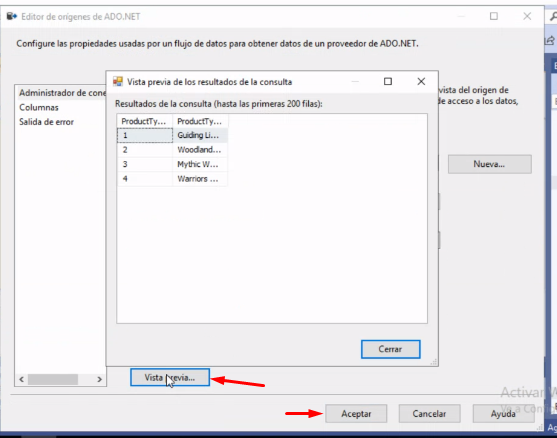 Editor de orígenes de ADO.NET
Configure las propiedades usadas por un flujo de datos para obtener datos de un proveedor de ADO.NET.
Administrador de cone
Columnas
Salida de error
vista del origen de
de acceso a los datos,
Vista previa de los resultados de la consulta
Resultados de la consulta (hasta las primeras 200 filas):
ProductTy... ProductTy...
1 Guiding Li...
2 Woodland...
3 Mythic W...
4 Warriors ...
Nueva...
Cerrar
Vista previa...
Activar W
Aceptar Cancelar Ayuda